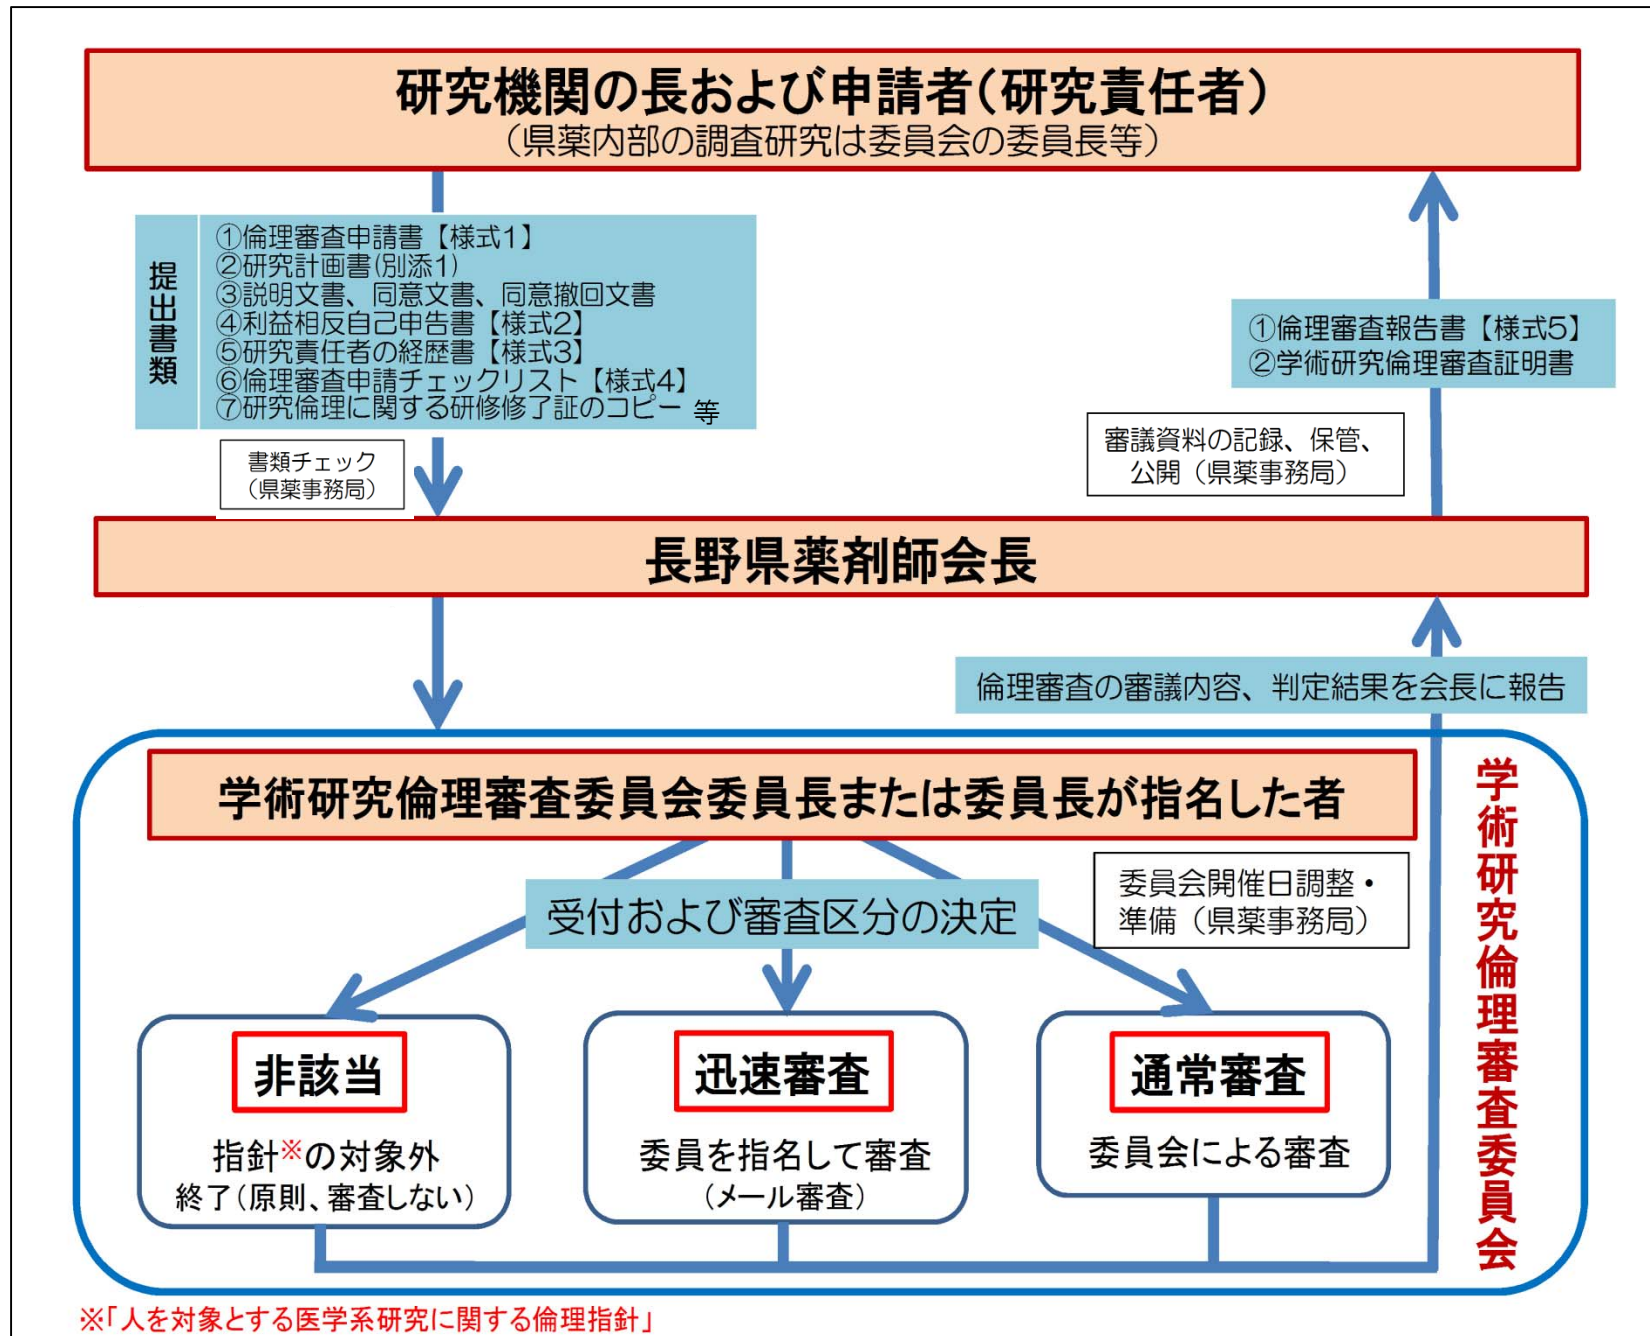 研究機関の長および申請者(研究責任者)
(県薬内部の調査研究は委員会の委員長等)
提出書類
①倫理審査申請書【様式1】
②研究計画書(別添1)
③説明文書、同意文書、同意撤回文書
④利益相反自己申告書【様式2】
⑤研究責任者の経歴書【様式3】
⑥倫理審査申請チェックリスト【様式4】
⑦研究倫理に関する研修修了証のコピー 等
①倫理審査報告書【様式5】
②学術研究倫理審査証明書
書類チェック
(県薬事務局)
審議資料の記録、保管、
公開(県薬事務局)
長野県薬剤師会長
倫理審査の審議内容、判定結果を会長に報告
学術研究倫理審査委員会委員長または委員長が指名した者
学術研究倫理審査委員会
受付および審査区分の決定
委員会開催日調整・
準備(県薬事務局)
非該当
指針※の対象外
終了(原則、審査しない)
迅速審査
委員を指名して審査
(メール審査)
通常審査
委員会による審査
※「人を対象とする医学系研究に関する倫理指針」